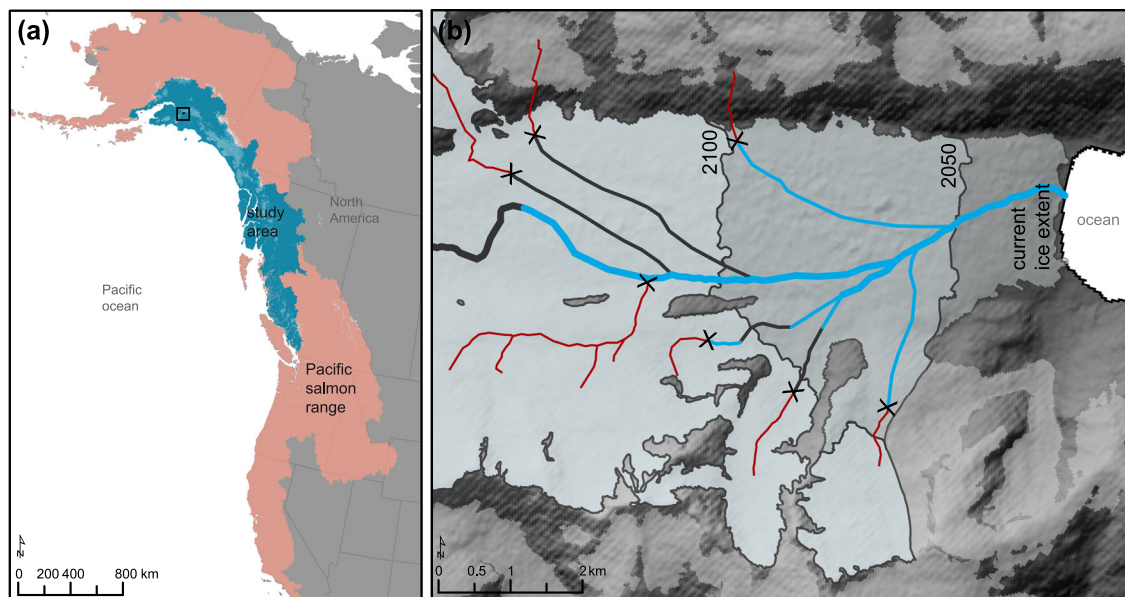 (a)
study
area
North
America
Pacific
ocean
Pacific
salmon
range
N
0 200 400 800 km
(b)
2100
2050
current
ice extent
ocean
N
0 0.5 1 2 km